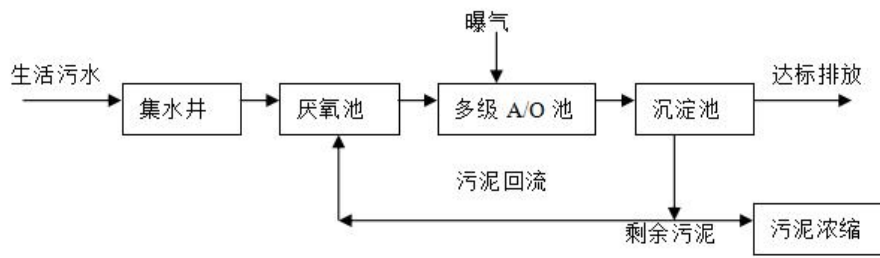 曝气
生活污水
达标排放
集水井
厌氧池
多级 A/O 池
沉淀池
污泥回流
剩余污泥
污泥浓缩